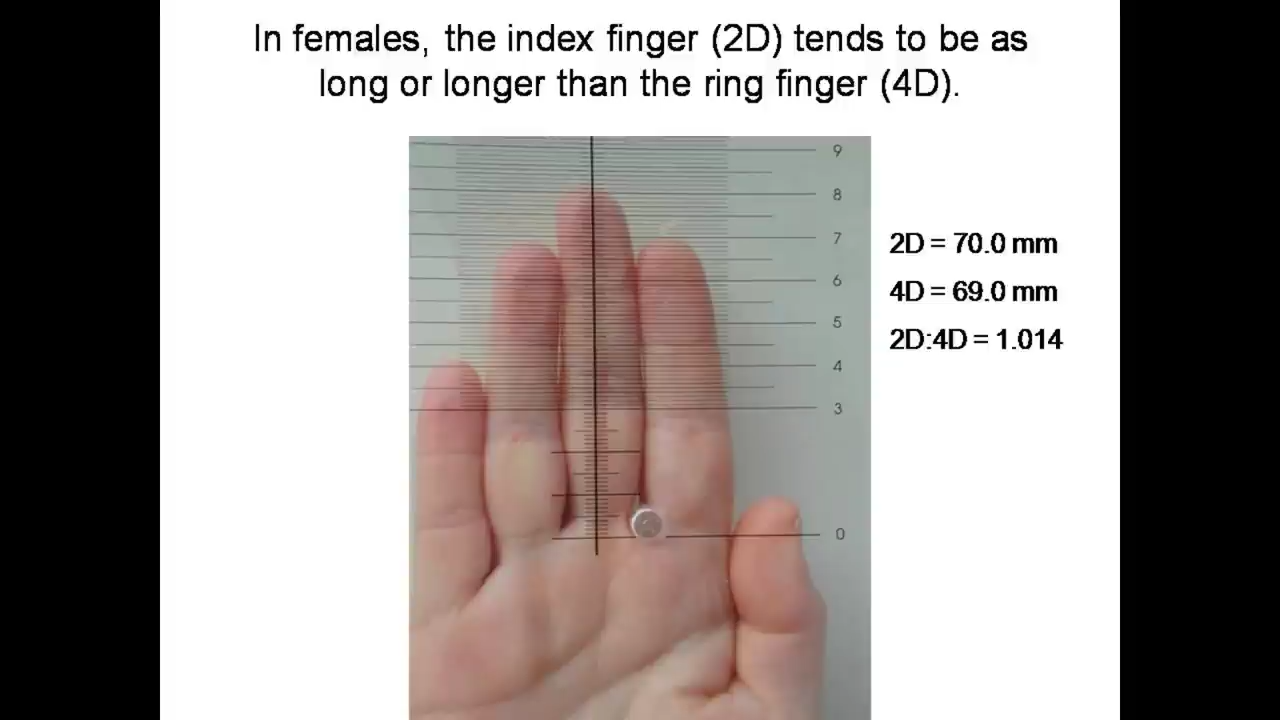 In females, the index finger (2D) tends to be as
long or longer than the ring finger (4D).
9
8
7
6
5
4
3
0
2D = 70.0 mm
4D = 69.0 mm
2D:4D = 1.014